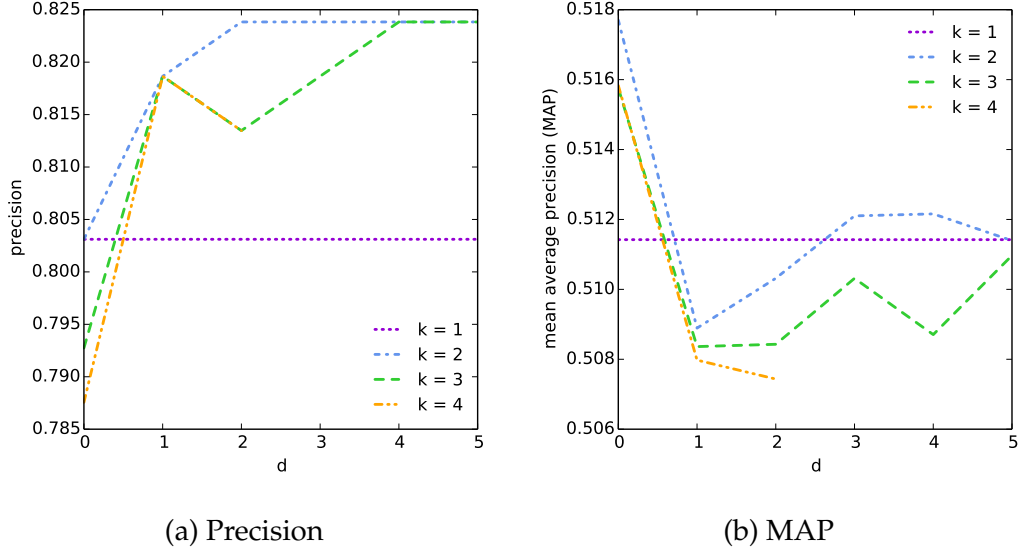 0.825
0.820
0.815
0.810
0.805
0.800
0.795
0.790
0.785
precision
0 1 2 3 4 5
d
k = 1
k = 2
k = 3
k = 4
(a) Precision
0.518
0.516
0.514
0.512
0.510
0.508
0.506
mean average precision (MAP)
0 1 2 3 4 5
d
k = 1
k = 2
k = 3
k = 4
(b) MAP